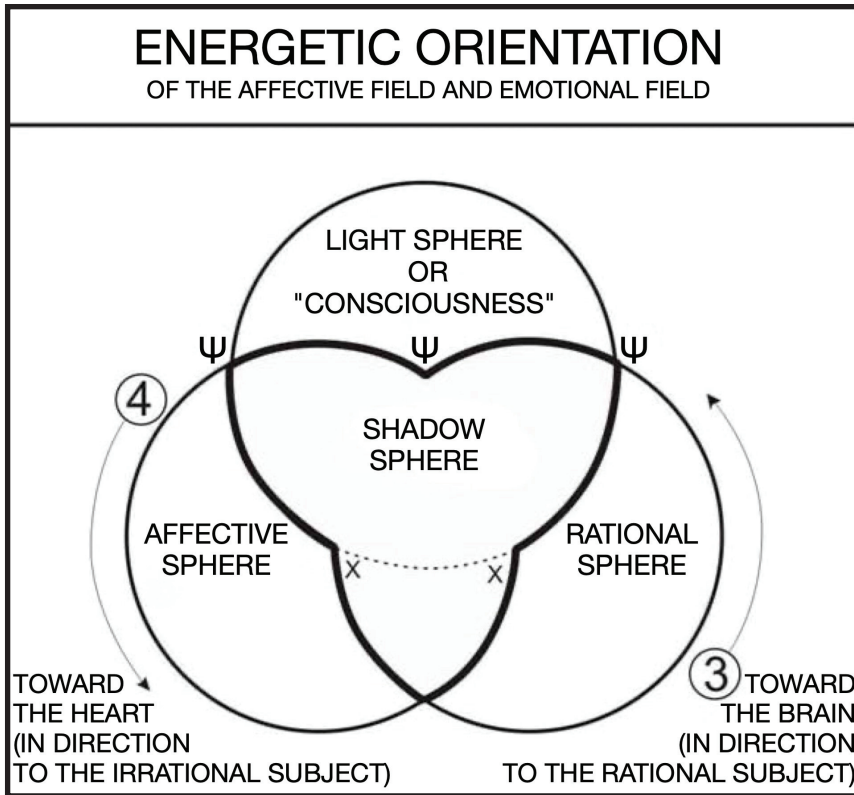 ENERGETIC ORIENTATION
OF THE AFFECTIVE FIELD AND EMOTIONAL FIELD
LIGHT SPHERE
OR
"CONSCIOUSNESS"
Ψ Ψ Ψ
4
SHADOW
SPHERE
AFFECTIVE
SPHERE
RATIONAL
SPHERE
X X
3
TOWARD
THE HEART
(IN DIRECTION
TO THE IRRATIONAL SUBJECT)
TOWARD
THE BRAIN
(IN DIRECTION
TO THE RATIONAL SUBJECT)